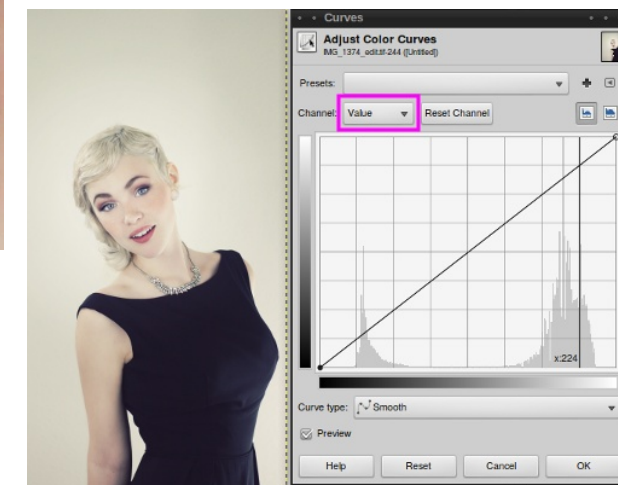 Curves
Adjust Color Curves
IMG_1374_edit.tif-244 ([Untitled])
Presets:
Channel: Value Reset Channel
x:224
Curve type: Smooth
Preview
Help Reset Cancel OK